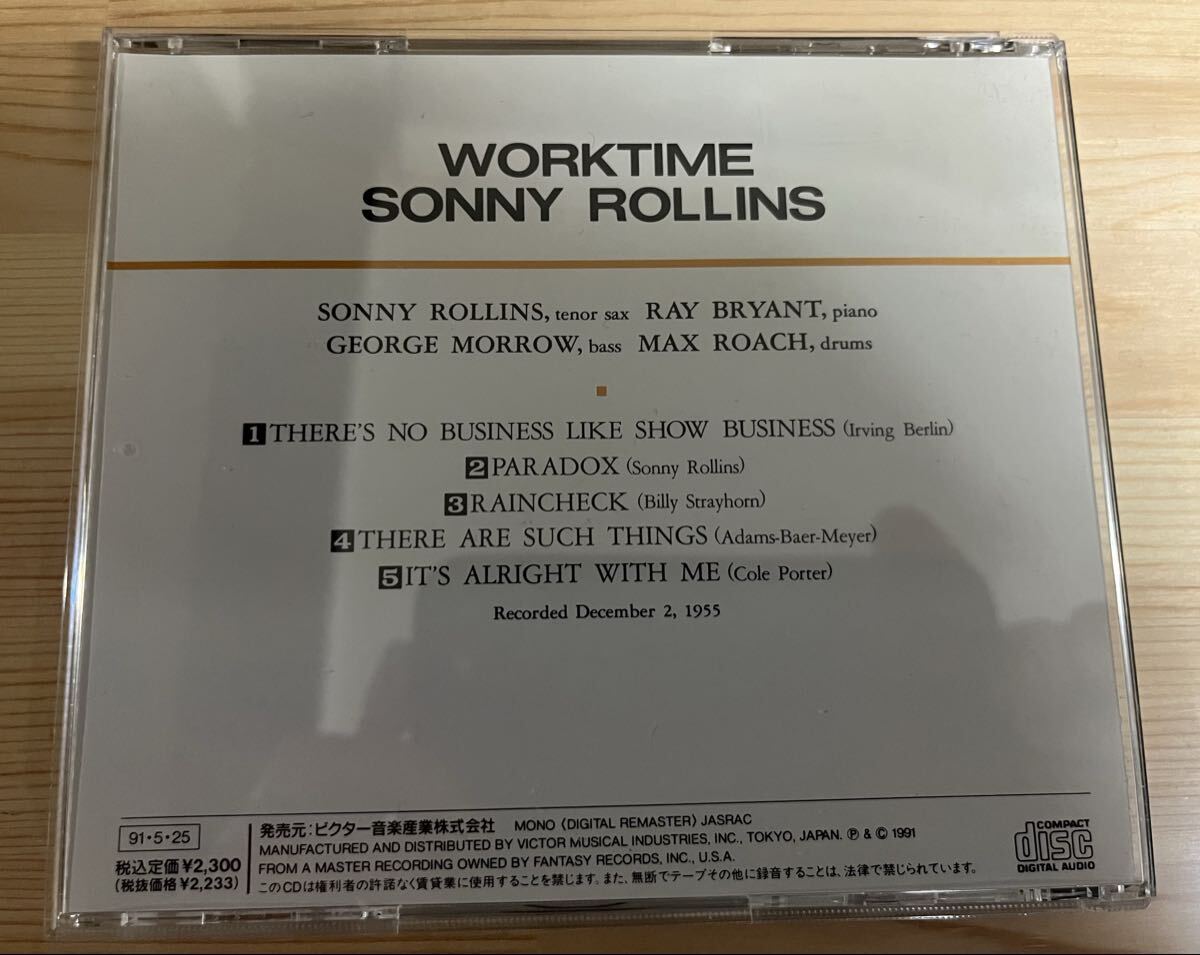 WORKTIME
SONNY ROLLINS
SONNY ROLLINS, tenor sax RAY BRYANT, piano
GEORGE MORROW, bass MAX ROACH, drums
1 THERE'S NO BUSINESS LIKE SHOW BUSINESS (Irving Berlin)
2 PARADOX (Sonny Rollins)
3 RAINCHECK (Billy Strayhorn)
4 THERE ARE SUCH THINGS (Adams-Baer-Meyer)
5 IT'S ALRIGHT WITH ME (Cole Porter)
Recorded December 2, 1955
91・5・25
税込定価¥2,300
(税抜価格¥2,233)
発売元:ビクター音楽産業株式会社 MONO 〈DIGITAL REMASTER〉 JASRAC
MANUFACTURED AND DISTRIBUTED BY VICTOR MUSICAL INDUSTRIES, INC., TOKYO, JAPAN. Ⓟ & © 1991
FROM A MASTER RECORDING OWNED BY FANTASY RECORDS, INC., U.S.A.
このCDは権利者の許諾なく賃貸業に使用することを禁じます。また、無断でテープその他に録音することは、法律で禁じられています。
COMPACT
disc
DIGITAL AUDIO